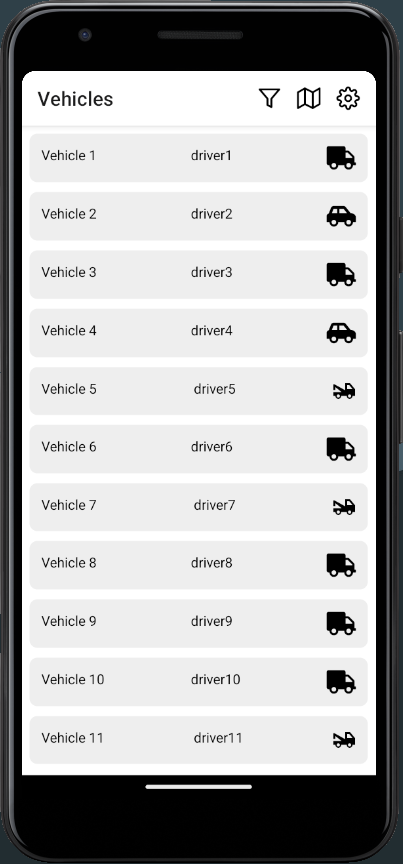 Vehicles
Vehicle 1 driver1
Vehicle 2 driver2
Vehicle 3 driver3
Vehicle 4 driver4
Vehicle 5 driver5
Vehicle 6 driver6
Vehicle 7 driver7
Vehicle 8 driver8
Vehicle 9 driver9
Vehicle 10 driver10
Vehicle 11 driver11